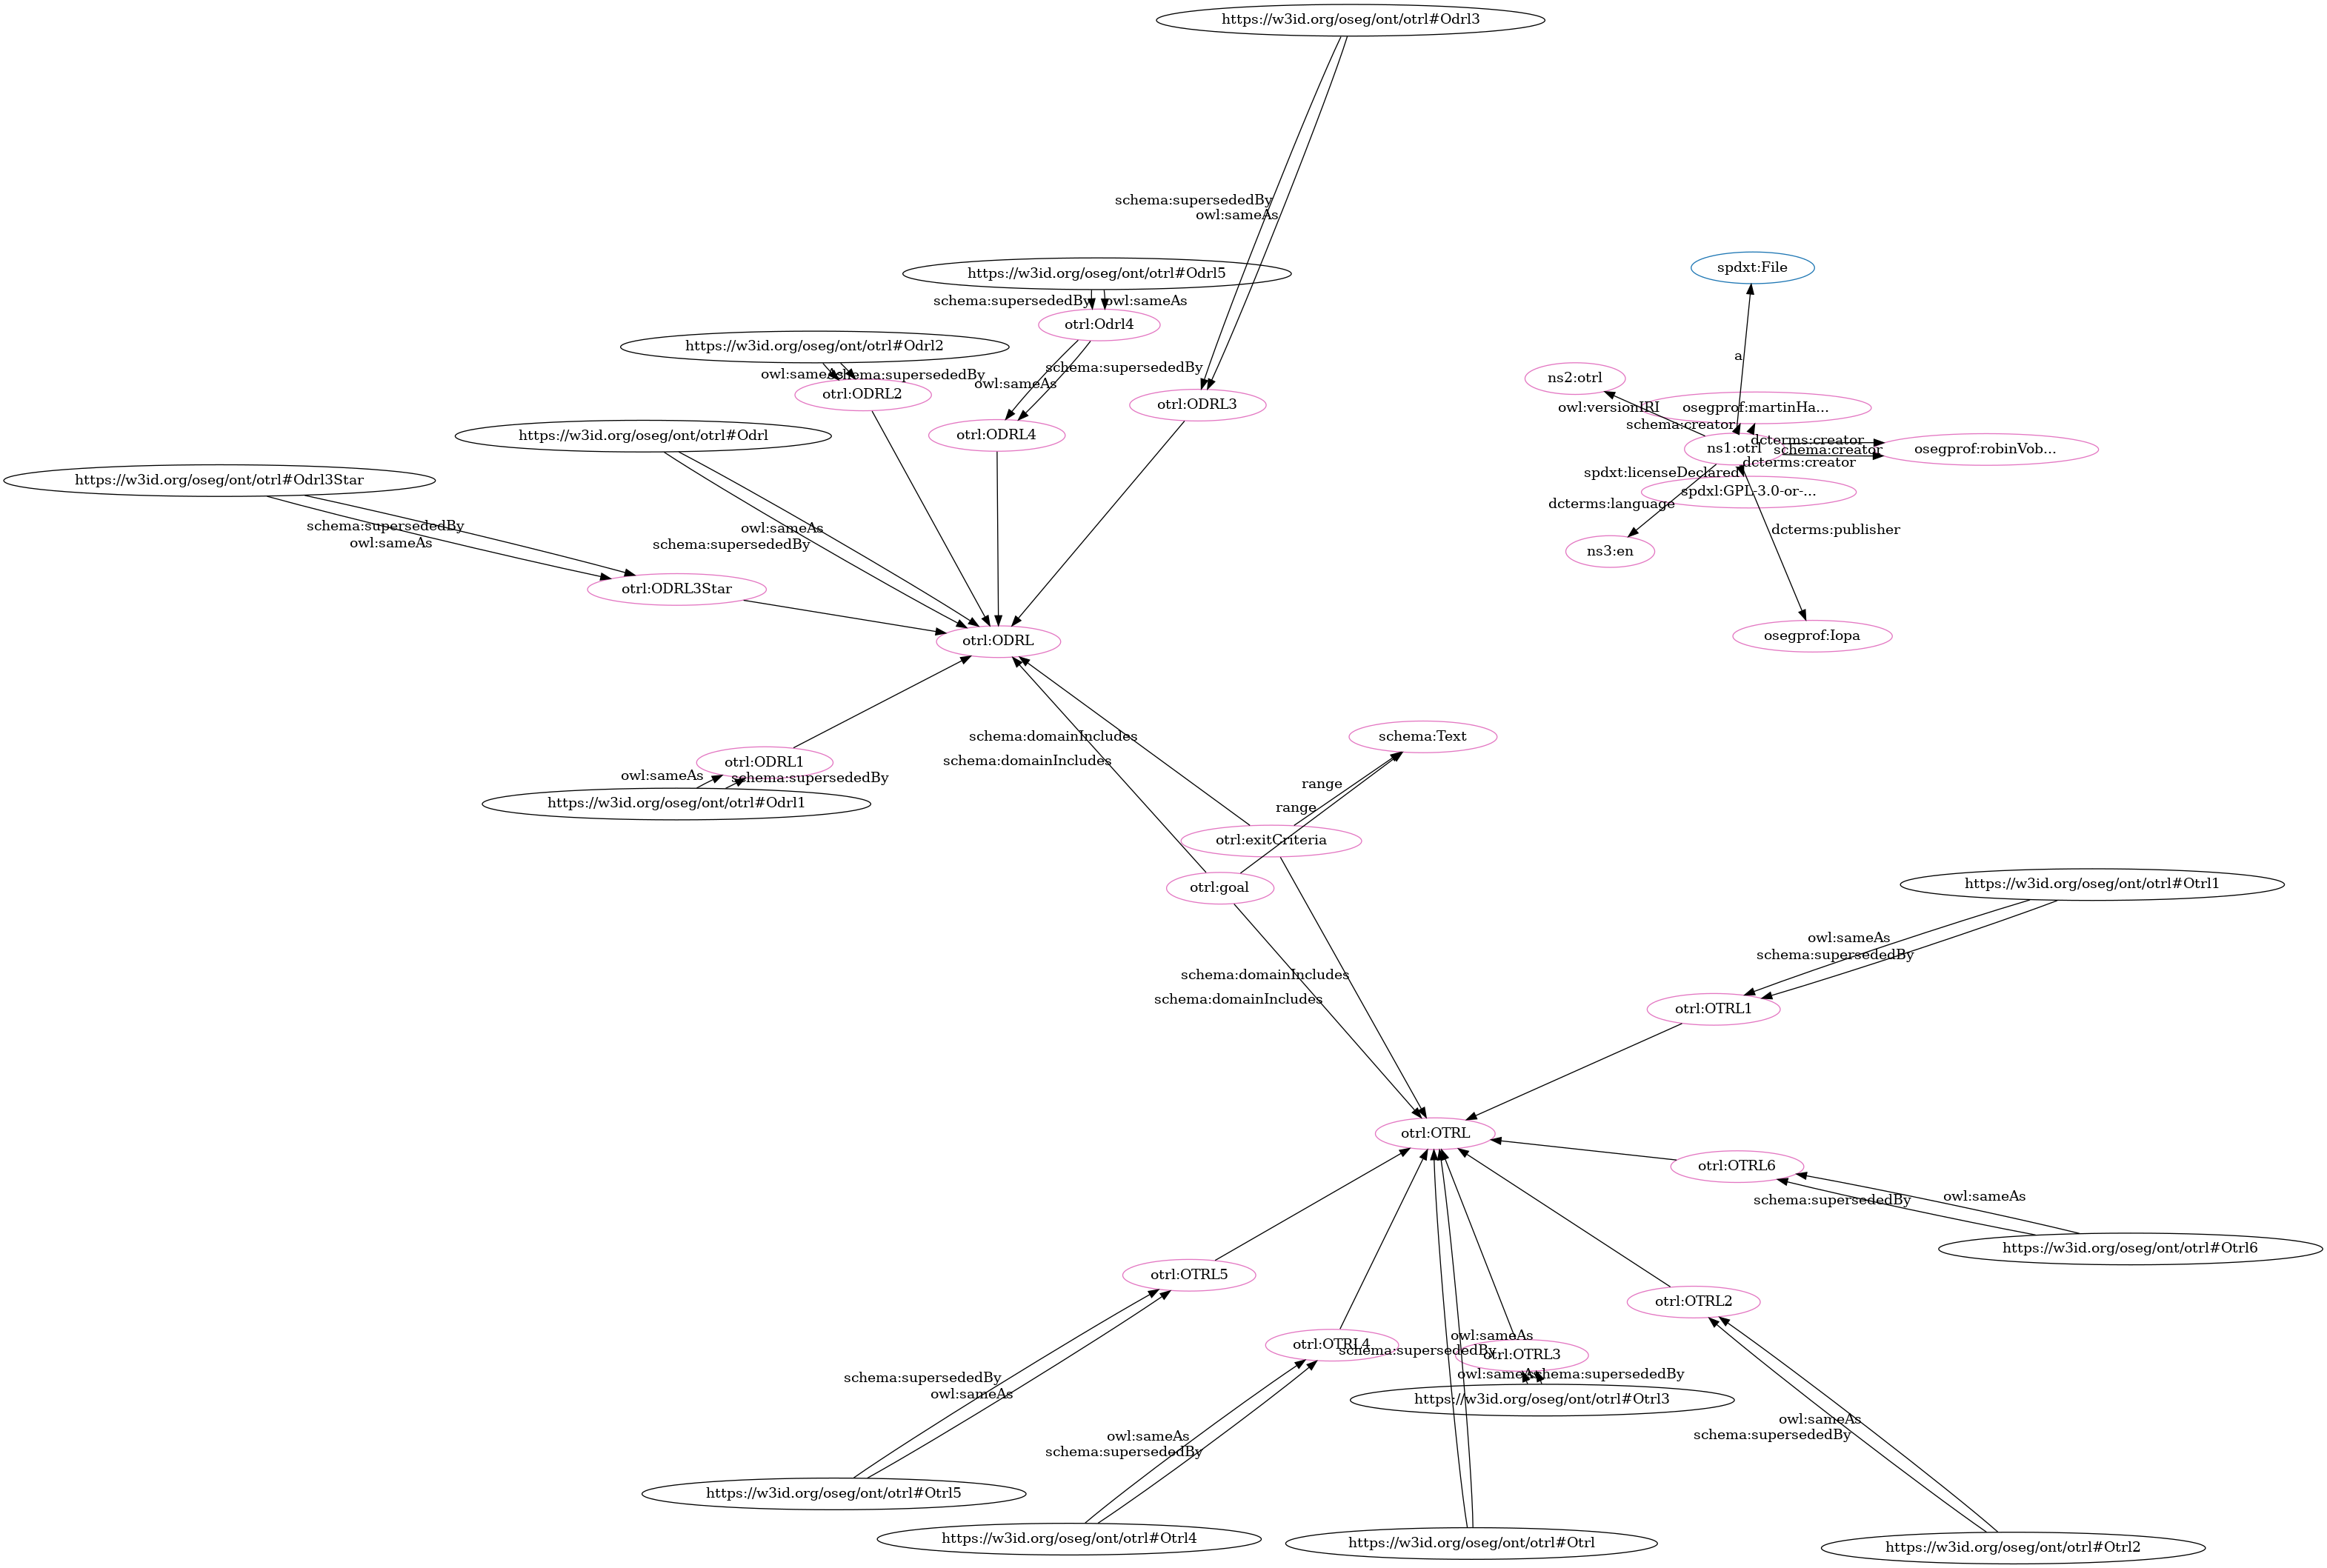 https://w3id.org/oseg/ont/otrl#Odrl3
schema:supersededBy
owl:sameAs
https://w3id.org/oseg/ont/otrl#Odrl5
schema:supersededBy
owl:sameAs
otrl:Odrl4
https://w3id.org/oseg/ont/otrl#Odrl2
owl:sameAs
schema:supersededBy
otrl:ODRL2
schema:supersededBy
owl:sameAs
otrl:ODRL3
otrl:ODRL4
https://w3id.org/oseg/ont/otrl#Odrl
https://w3id.org/oseg/ont/otrl#Odrl3Star
schema:supersededBy
owl:sameAs
owl:sameAs
schema:supersededBy
otrl:ODRL3Star
otrl:ODRL
spdxt:File
a
ns2:otrl
owl:versionIRI
osegprof:martinHa...
schema:creator
dcterms:creator
ns1:otrl
schema:creator
osegprof:robinVob...
dcterms:creator
spdxt:licenseDeclared
spdxl:GPL-3.0-or-...
dcterms:language
dcterms:publisher
ns3:en
osegprof:Iopa
schema:domainIncludes
schema:domainIncludes
otrl:ODRL1
owl:sameAs
schema:supersededBy
https://w3id.org/oseg/ont/otrl#Odrl1
schema:Text
range
range
otrl:exitCriteria
otrl:goal
https://w3id.org/oseg/ont/otrl#Otrl1
owl:sameAs
schema:supersededBy
schema:domainIncludes
schema:domainIncludes
otrl:OTRL1
otrl:OTRL
otrl:OTRL6
schema:supersededBy
owl:sameAs
https://w3id.org/oseg/ont/otrl#Otrl6
otrl:OTRL5
otrl:OTRL2
otrl:OTRL4
owl:sameAs
schema:supersededBy
otrl:OTRL3
owl:sameAs
schema:supersededBy
https://w3id.org/oseg/ont/otrl#Otrl3
schema:supersededBy
owl:sameAs
owl:sameAs
schema:supersededBy
owl:sameAs
schema:supersededBy
https://w3id.org/oseg/ont/otrl#Otrl5
https://w3id.org/oseg/ont/otrl#Otrl4
https://w3id.org/oseg/ont/otrl#Otrl
https://w3id.org/oseg/ont/otrl#Otrl2